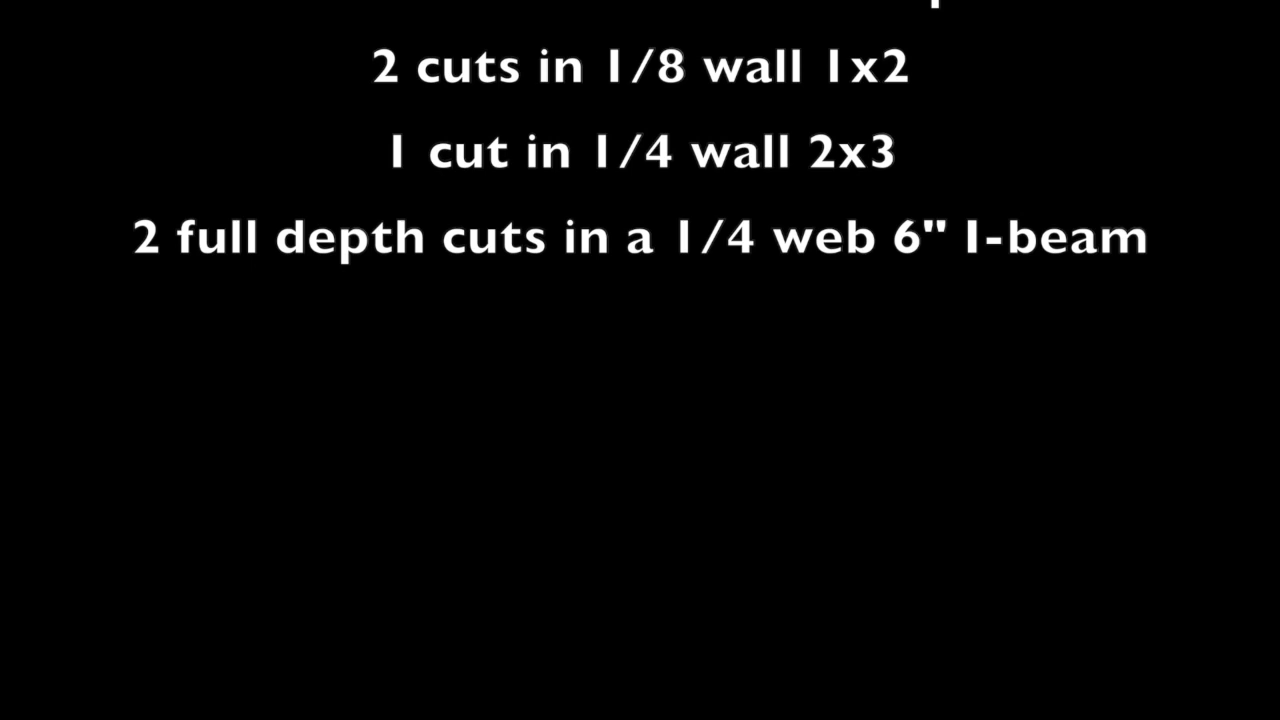 2 cuts in 1/8 wall 1x2
1 cut in 1/4 wall 2x3
2 full depth cuts in a 1/4 web 6" I-beam